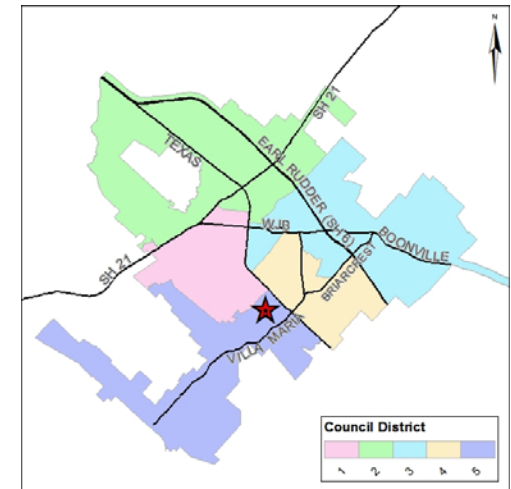 N
SH 21
TEXAS
EARL RUDDER (SH 6)
WJB
BOONVILLE
BRIARCREST
SH 21
VILLA MARIA
Council District
1 2 3 4 5